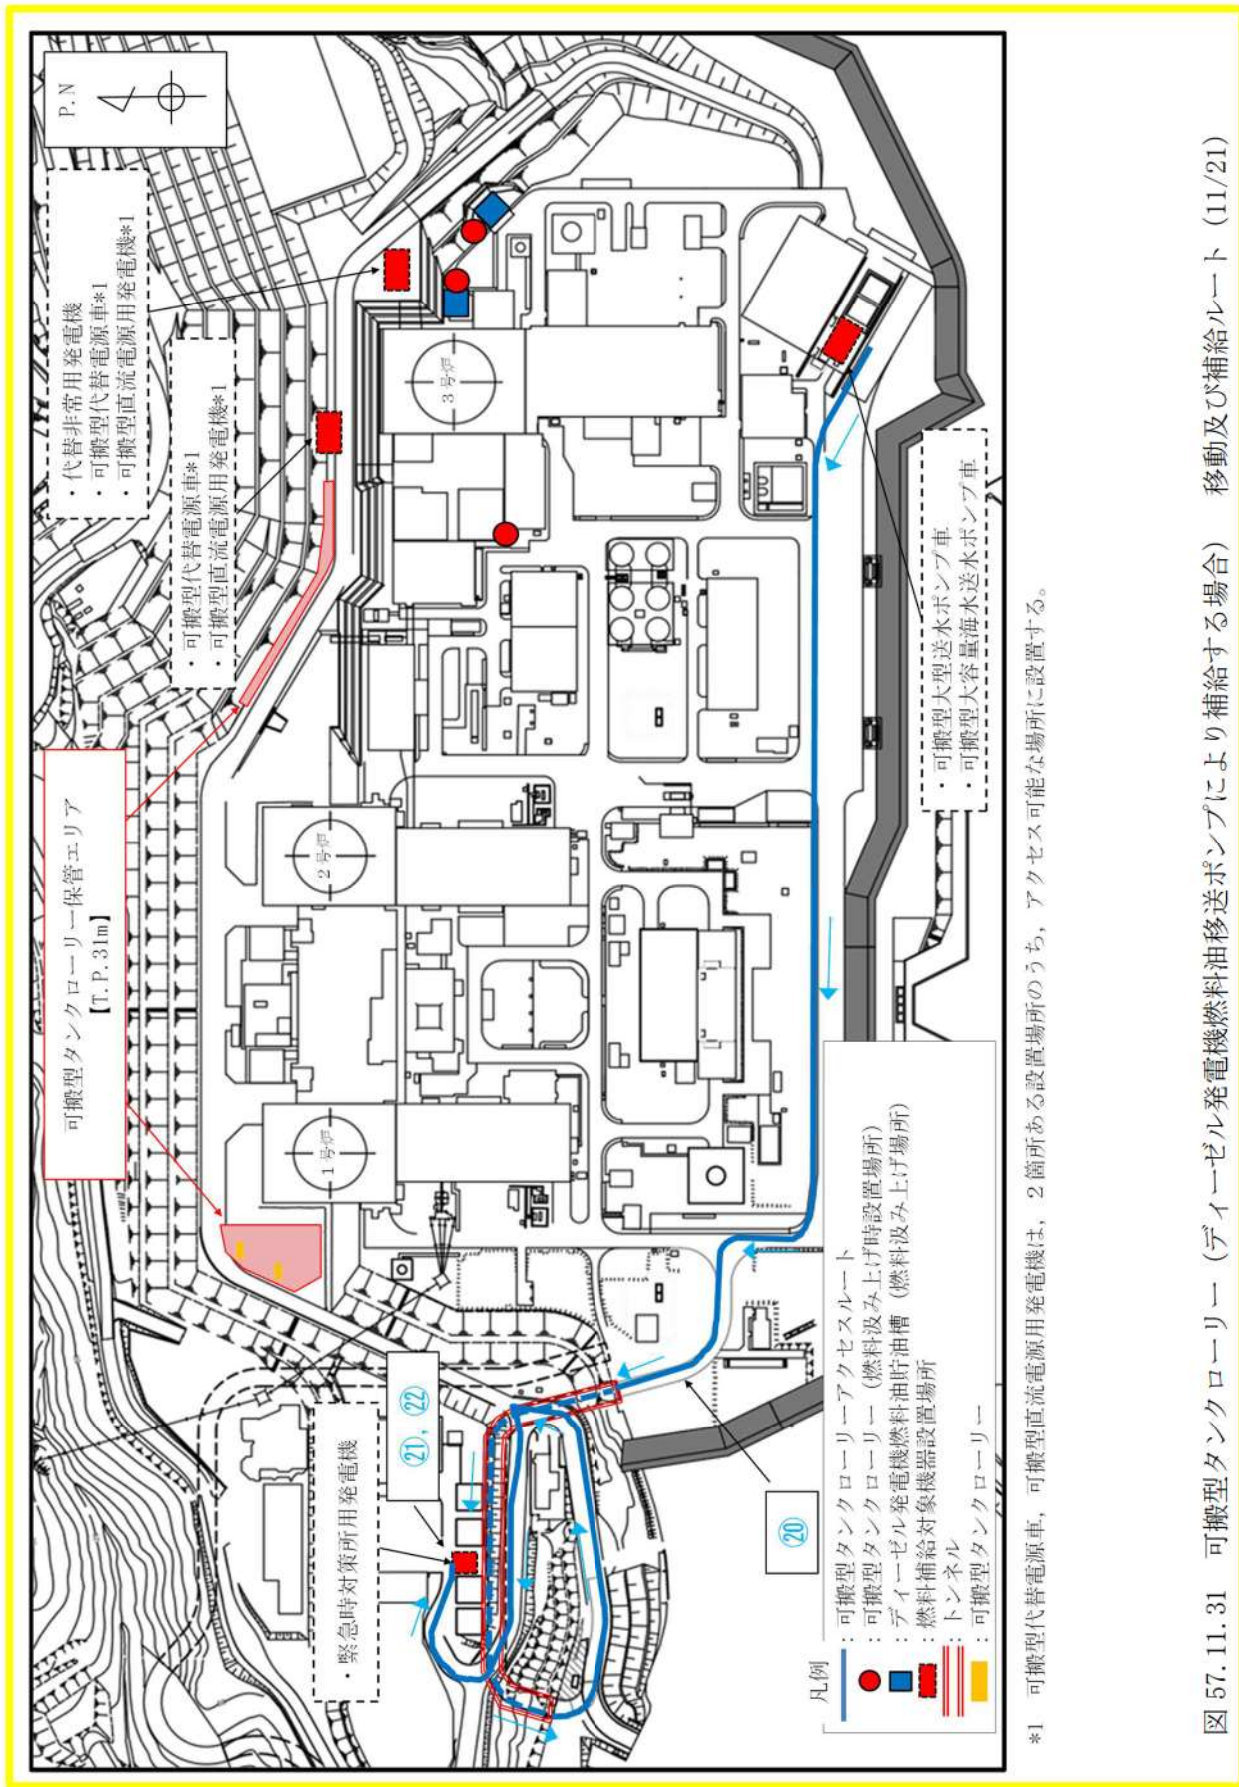 P.N
・代替非常用発電機
・可搬型代替電源車*1
・可搬型直流電源用発電機*1
・可搬型代替電源車*1
・可搬型直流電源用発電機*1
可搬型タンクローリー保管エリア
【T.P.31m】
3号炉
2号炉
1号炉
・緊急時対策所用発電機
㉑, ㉒
⑳
・可搬型大型送水ポンプ車
・可搬型大容量海水送水ポンプ車
凡例
：可搬型タンクローリーアクセスルート
：可搬型タンクローリー（燃料汲み上げ時設置場所）
：ディーゼル発電機燃料油貯油槽（燃料汲み上げ場所）
：燃料補給対象機器設置場所
：トンネル
：可搬型タンクローリー
*1 可搬型代替電源車，可搬型直流電源用発電機は，2箇所ある設置場所のうち，アクセス可能な場所に設置する。
図 57.11.31 可搬型タンクローリー（ディーゼル発電機燃料油移送ポンプにより補給する場合） 移動及び補給ルート（11/21）